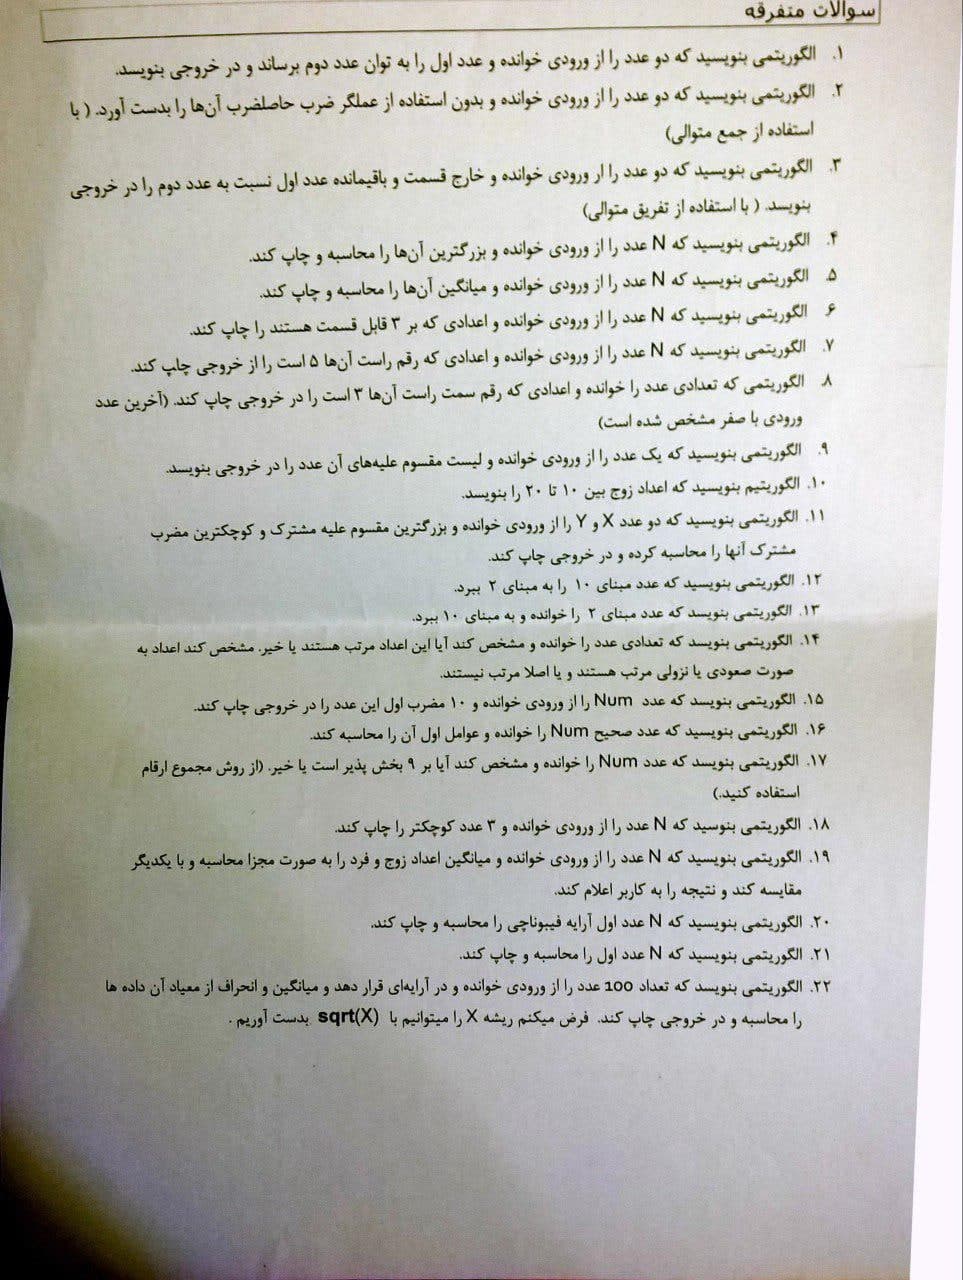 سوالات متفرقه
۱. الگوریتمی بنویسید که دو عدد را از ورودی خوانده و عدد اول را به توان عدد دوم برساند و در خروجی بنویسد.
۲. الگوریتمی بنویسید که دو عدد را از ورودی خوانده و بدون استفاده از عملگر ضرب حاصلضرب آن‌ها را بدست آورد. ( با
استفاده از جمع متوالی)
۳. الگوریتمی بنویسید که دو عدد را ار ورودی خوانده و خارج قسمت و باقیمانده عدد اول نسبت به عدد دوم را در خروجی
بنویسد. ( با استفاده از تفریق متوالی)
۴. الگوریتمی بنویسید که N عدد را از ورودی خوانده و بزرگترین آن‌ها را محاسبه و چاپ کند.
۵. الگوریتمی بنویسید که N عدد را از ورودی خوانده و میانگین آن‌ها را محاسبه و چاپ کند.
۶. الگوریتمی بنویسید که N عدد را از ورودی خوانده و اعدادی که بر ۳ قابل قسمت هستند را چاپ کند.
۷. الگوریتمی بنویسید که N عدد را از ورودی خوانده و اعدادی که رقم راست آن‌ها ۵ است را از خروجی چاپ کند.
۸. الگوریتمی که تعدادی عدد را خوانده و اعدادی که رقم سمت راست آن‌ها ۳ است را در خروجی چاپ کند. (آخرین عدد
ورودی با صفر مشخص شده است)
۹. الگوریتمی بنویسید که یک عدد را از ورودی خوانده و لیست مقسوم علیه‌های آن عدد را در خروجی بنویسد.
۱۰. الگوریتیم بنویسید که اعداد زوج بین ۱۰ تا ۲۰ را بنویسد.
۱۱. الگوریتمی بنویسید که دو عدد X و Y را از ورودی خوانده و بزرگترین مقسوم علیه مشترک و کوچکترین مضرب
مشترک آنها را محاسبه کرده و در خروجی چاپ کند.
۱۲. الگوریتمی بنویسید که عدد مبنای ۱۰ را به مبنای ۲ ببرد.
۱۳. الگوریتمی بنویسد که عدد مبنای ۲ را خوانده و به مبنای ۱۰ ببرد.
۱۴. الگوریتمی بنویسد که تعدادی عدد را خوانده و مشخص کند آیا این اعداد مرتب هستند یا خیر. مشخص کند اعداد به
صورت صعودی یا نزولی مرتب هستند و یا اصلا مرتب نیستند.
۱۵. الگوریتمی بنویسد که عدد Num را از ورودی خوانده و ۱۰ مضرب اول این عدد را در خروجی چاپ کند.
۱۶. الگوریتمی بنویسید که عدد صحیح Num را خوانده و عوامل اول آن را محاسبه کند.
۱۷. الگوریتمی بنویسد که عدد Num را خوانده و مشخص کند آیا بر ۹ بخش پذیر است یا خیر. (از روش مجموع ارقام
استفاده کنید.)
۱۸. الگوریتمی بنوسید که N عدد را از ورودی خوانده و ۳ عدد کوچکتر را چاپ کند.
۱۹. الگوریتمی بنویسید که N عدد را از ورودی خوانده و میانگین اعداد زوج و فرد را به صورت مجزا محاسبه و با یکدیگر
مقایسه کند و نتیجه را به کاربر اعلام کند.
۲۰. الگوریتمی بنویسید که N عدد اول آرایه فیبوناچی را محاسبه و چاپ کند.
۲۱. الگوریتمی بنویسید که N عدد اول را محاسبه و چاپ کند.
۲۲. الگوریتمی بنویسد که تعداد 100 عدد را از ورودی خوانده و در آرایه‌ای قرار دهد و میانگین و انحراف از معیاد آن داده ها
را محاسبه و در خروجی چاپ کند. فرض میکنم ریشه X را میتوانیم با sqrt(X) بدست آوریم .